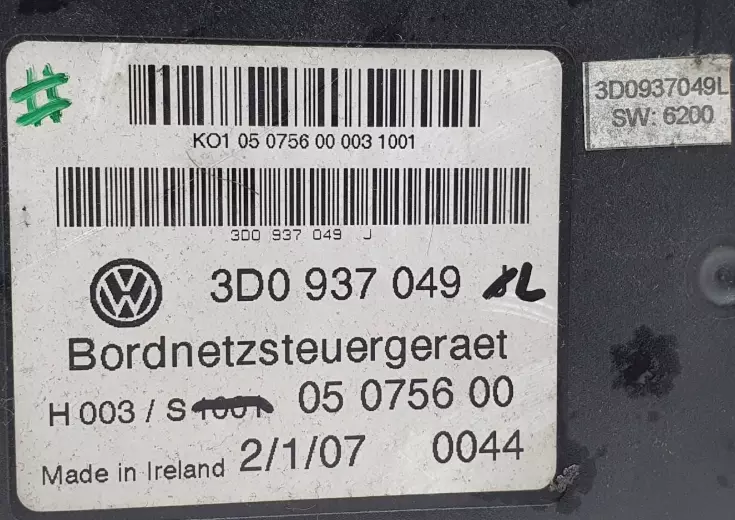 KO1 05 0756 00 003 1001
3D0937049L
SW: 6200
3D0 937 049 J
3D0 937 049 L
Bordnetzsteuergeraet
H 003 / S 1001 05 0756 00
Made in Ireland 2/1/07 0044